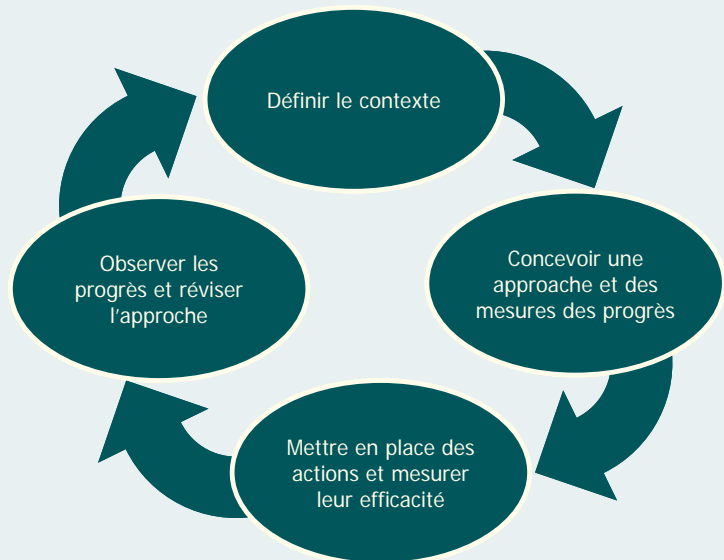 Définir le contexte
Concevoir une
approache et des
mesures des progrès
Mettre en place des
actions et mesurer
leur efficacité
Observer les
progrès et réviser
l'approche